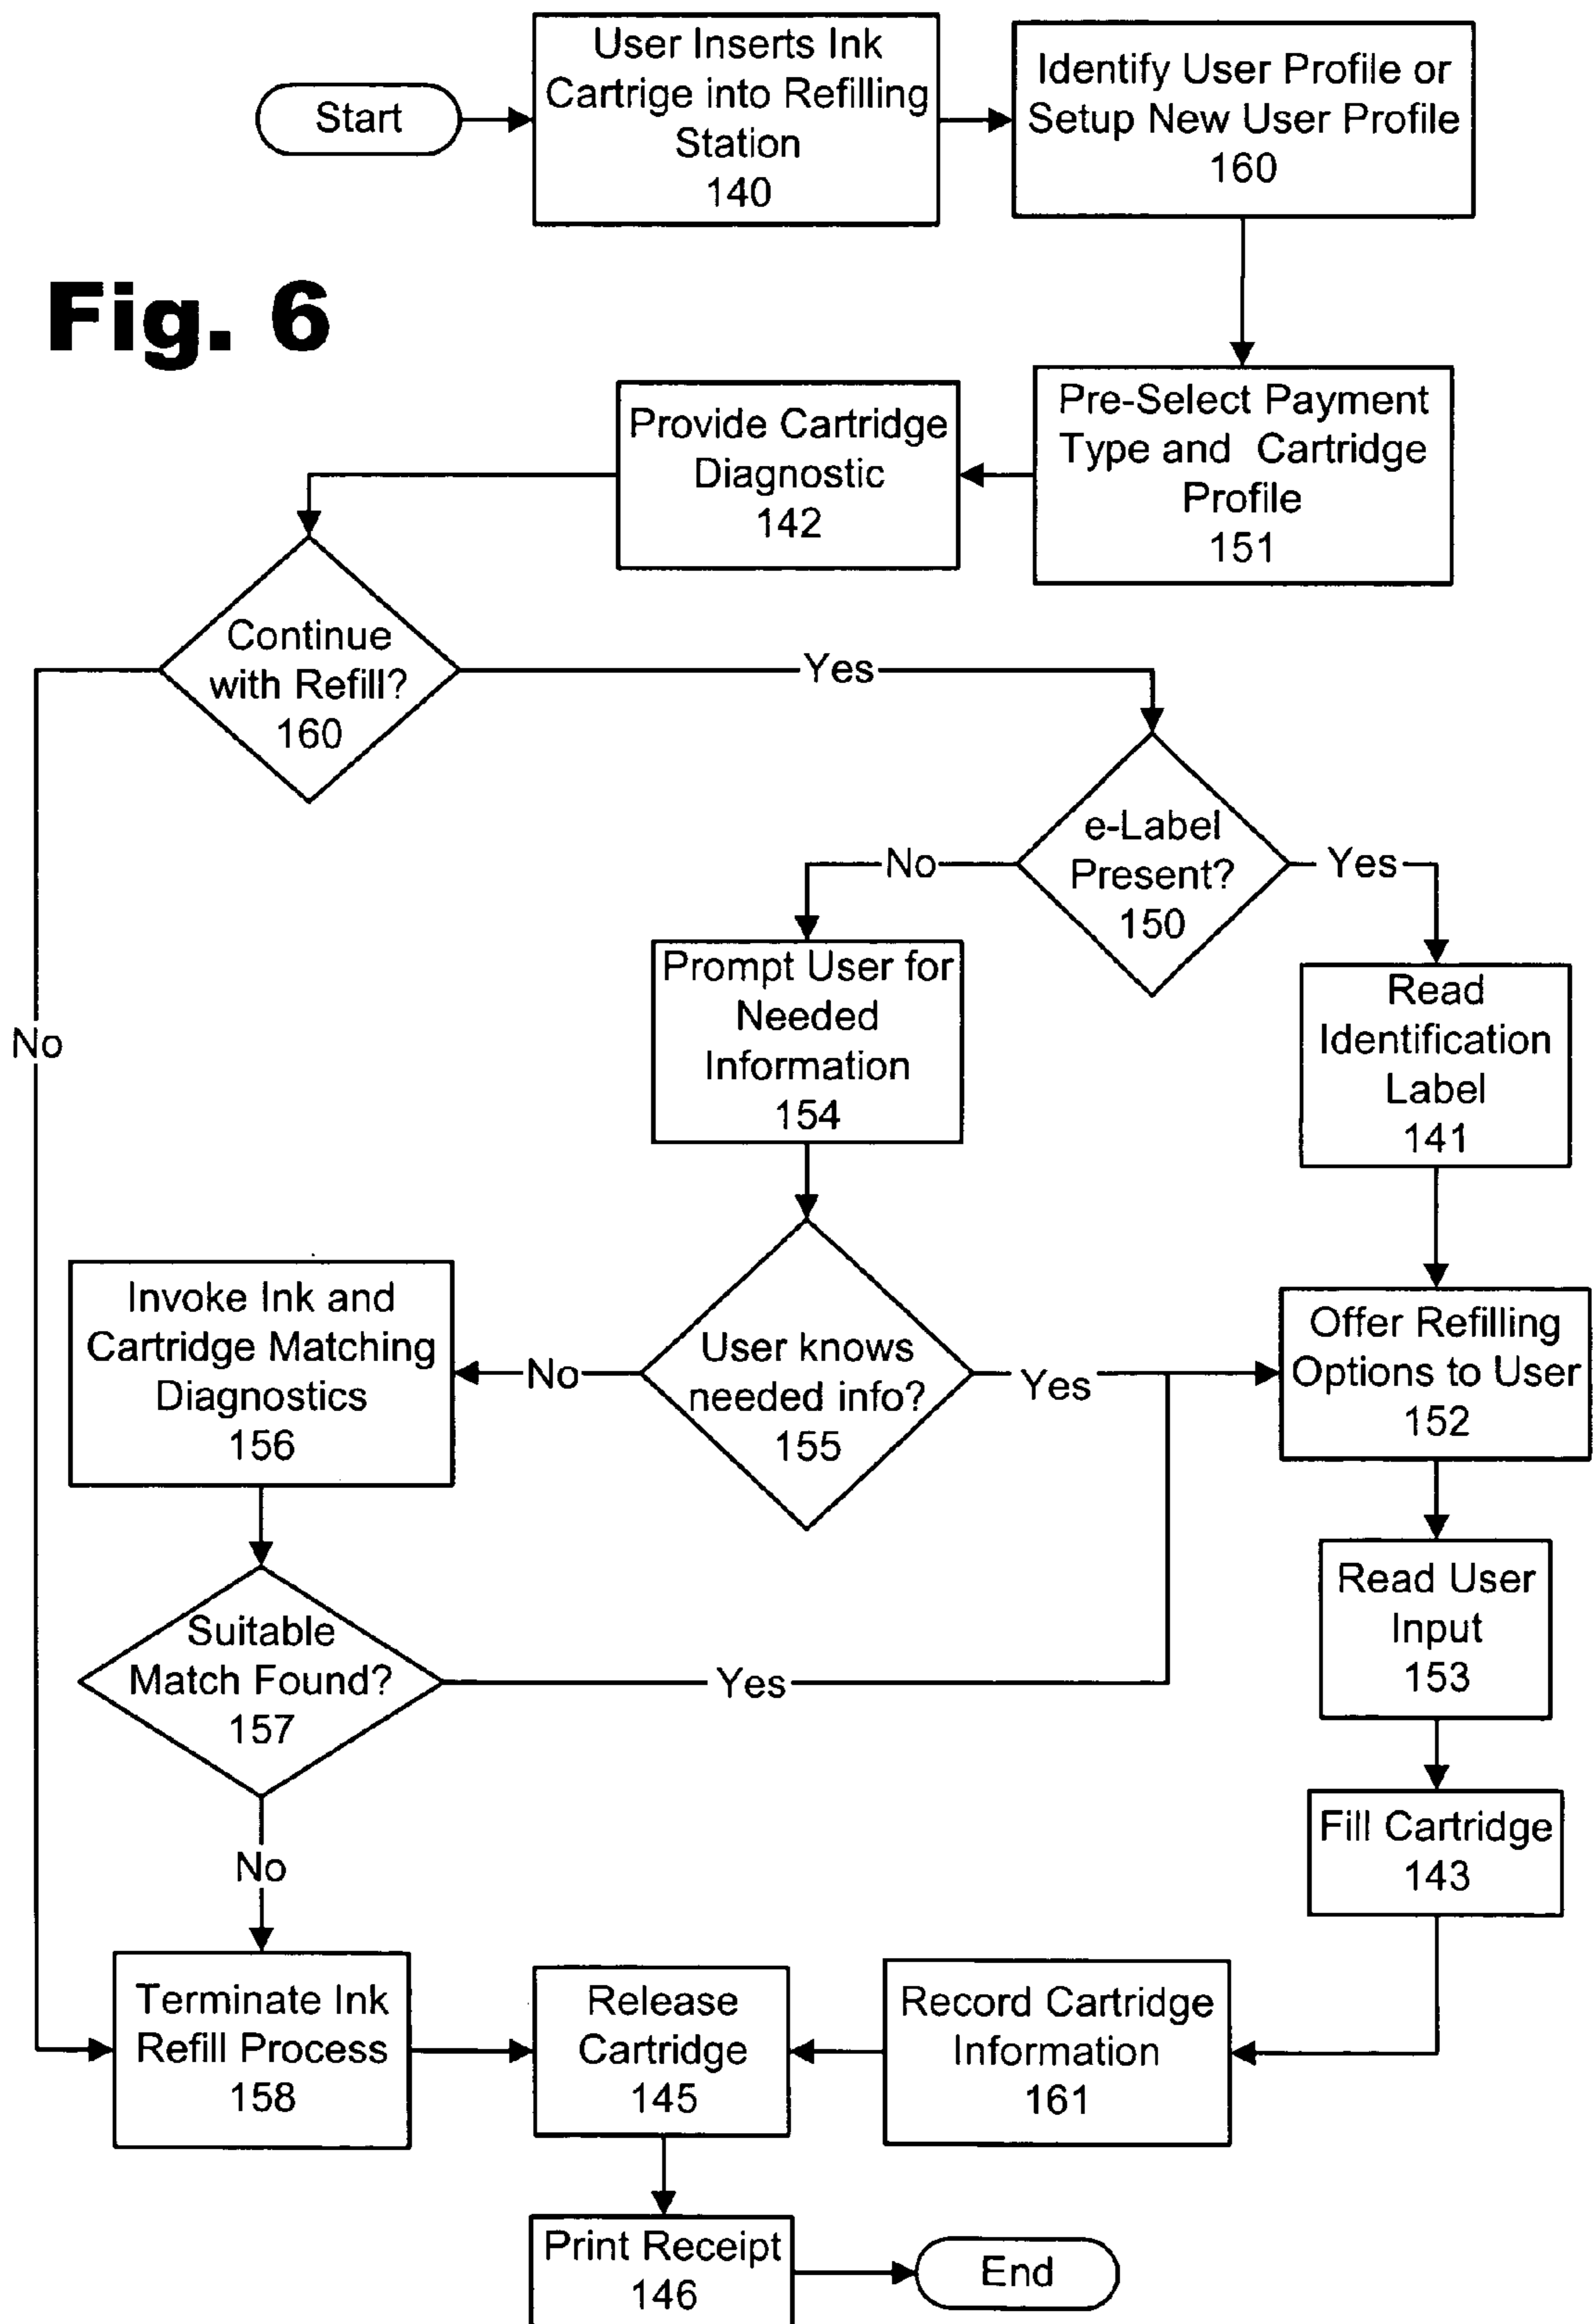 User Inserts Ink
Cartrige into Refilling
Station
140
Identify User Profile or
Setup New User Profile
160
Start
Fig. 6
Pre-Select Payment
Type and Cartridge
Profile
151
Provide Cartridge
Diagnostic
142
Continue
with Refill?
160
Yes
No
e-Label
Present?
150
No
Yes
Prompt User for
Needed
Information
154
Read
Identification
Label
141
User knows
needed info?
155
No
Yes
Invoke Ink and
Cartridge Matching
Diagnostics
156
Offer Refilling
Options to User
152
Suitable
Match Found?
157
Yes
No
Read User
Input
153
Fill Cartridge
143
Terminate Ink
Refill Process
158
Release
Cartridge
145
Record Cartridge
Information
161
Print Receipt
146
End